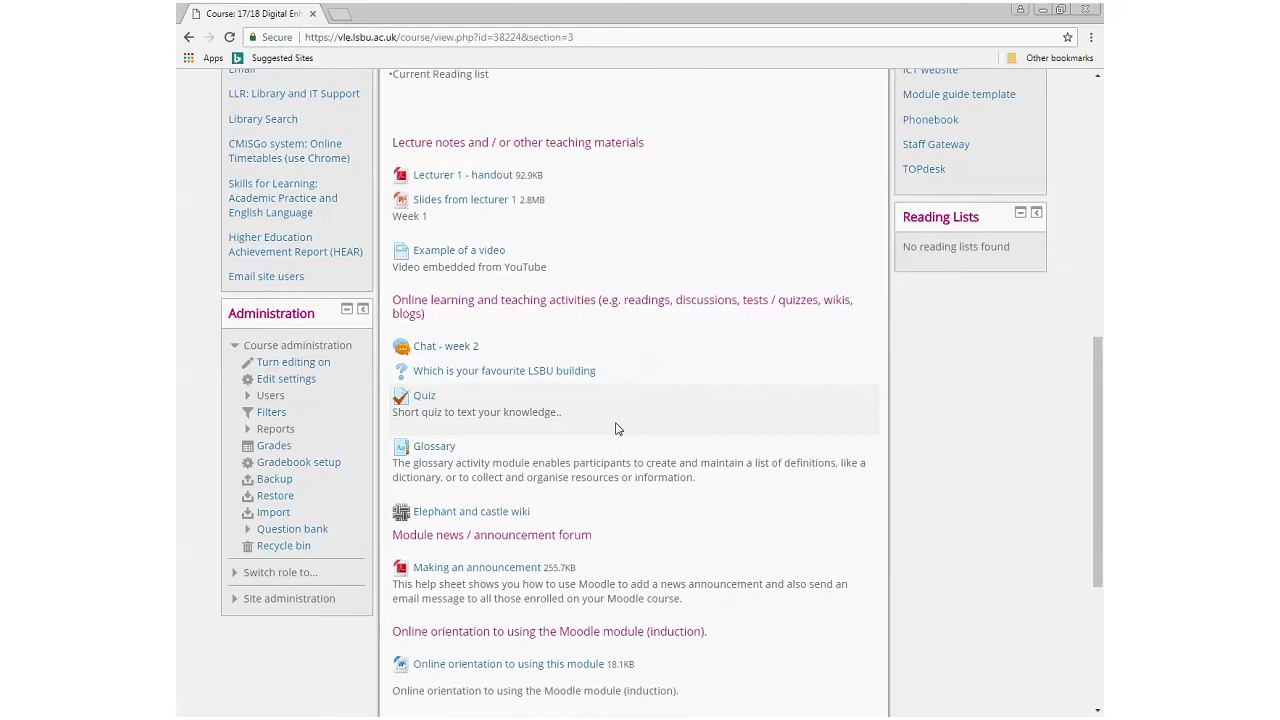 Course: 17/18 Digital Enh
Secure
https://vle.lsbu.ac.uk/course/view.php?id=38224&section=3
Apps
Suggested Sites
Other bookmarks
Email
LLR: Library and IT Support
Library Search
CMISGo system: Online
Timetables (use Chrome)
Skills for Learning:
Academic Practice and
English Language
Higher Education
Achievement Report (HEAR)
Email site users
Administration
Course administration
Turn editing on
Edit settings
Users
Filters
Reports
Grades
Gradebook setup
Backup
Restore
Import
Question bank
Recycle bin
Switch role to...
Site administration
•Current Reading list
Lecture notes and / or other teaching materials
Lecturer 1 - handout 92.9KB
Slides from lecturer 1 2.8MB
Week 1
Example of a video
Video embedded from YouTube
Online learning and teaching activities (e.g. readings, discussions, tests / quizzes, wikis,
blogs)
Chat - week 2
Which is your favourite LSBU building
Quiz
Short quiz to text your knowledge..
Glossary
The glossary activity module enables participants to create and maintain a list of definitions, like a
dictionary, or to collect and organise resources or information.
Elephant and castle wiki
Module news / announcement forum
Making an announcement 255.7KB
This help sheet shows you how to use Moodle to add a news announcement and also send an
email message to all those enrolled on your Moodle course.
Online orientation to using the Moodle module (induction).
Online orientation to using this module 18.1KB
Online orientation to using the Moodle module (induction).
ICT website
Module guide template
Phonebook
Staff Gateway
TOPdesk
Reading Lists
No reading lists found